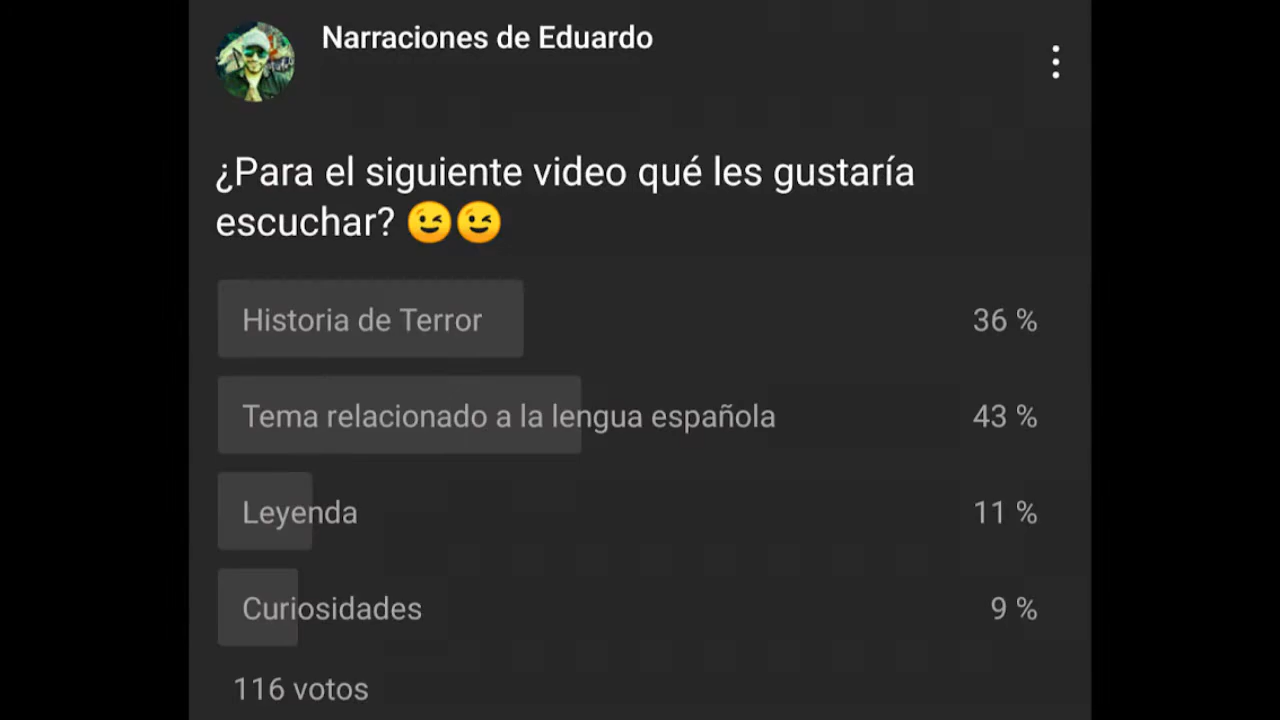 Narraciones de Eduardo
¿Para el siguiente video qué les gustaría
escuchar? 😉😉
Historia de Terror 36 %
Tema relacionado a la lengua española 43 %
Leyenda 11 %
Curiosidades 9 %
116 votos